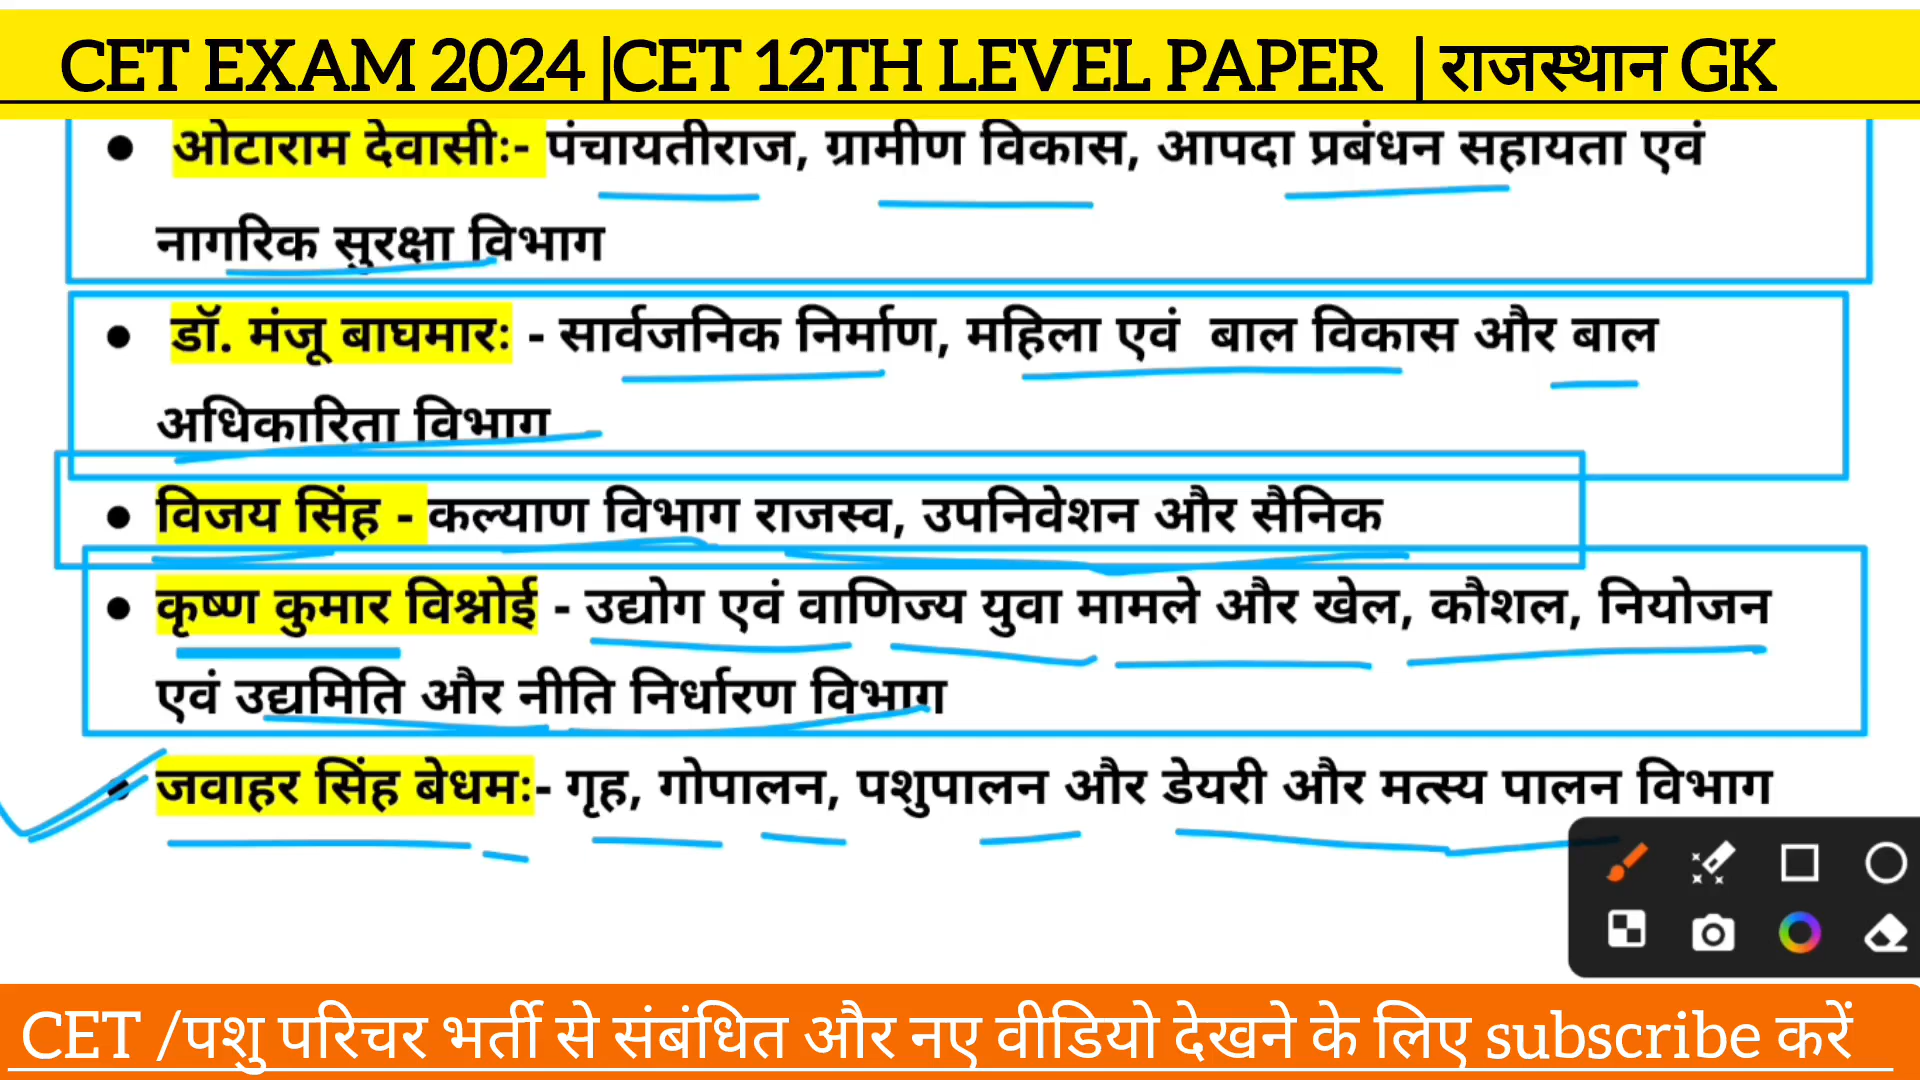 CET EXAM 2024 |CET 12TH LEVEL PAPER | राजस्थान GK
● ओटाराम देवासीः- पंचायतीराज, ग्रामीण विकास, आपदा प्रबंधन सहायता एवं
नागरिक सुरक्षा विभाग
● डॉ. मंजू बाघमारः - सार्वजनिक निर्माण, महिला एवं बाल विकास और बाल
अधिकारिता विभाग
● विजय सिंह - कल्याण विभाग राजस्व, उपनिवेशन और सैनिक
● कृष्ण कुमार विश्नोई - उद्योग एवं वाणिज्य युवा मामले और खेल, कौशल, नियोजन
एवं उद्यमिति और नीति निर्धारण विभाग
● जवाहर सिंह बेधमः- गृह, गोपालन, पशुपालन और डेयरी और मत्स्य पालन विभाग
CET /पशु परिचर भर्ती से संबंधित और नए वीडियो देखने के लिए subscribe करें